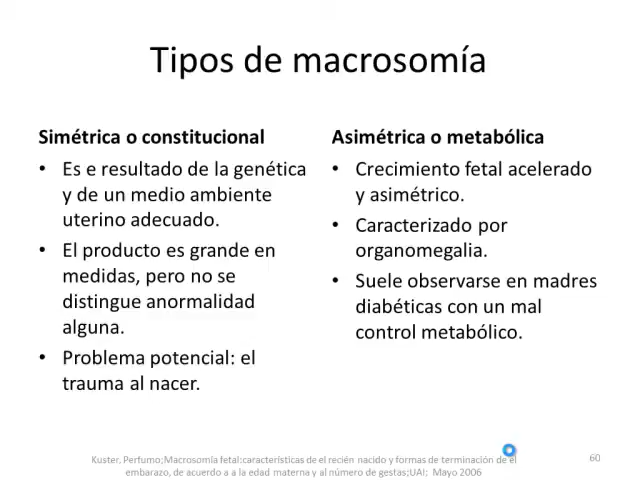 Tipos de macrosomía
Simétrica o constitucional
• Es e resultado de la genética
y de un medio ambiente
uterino adecuado.
• El producto es grande en
medidas, pero no se
distingue anormalidad
alguna.
• Problema potencial: el
trauma al nacer.
Asimétrica o metabólica
• Crecimiento fetal acelerado
y asimétrico.
• Caracterizado por
organomegalia.
• Suele observarse en madres
diabéticas con un mal
control metabólico.
Kuster, Perfumo;Macrosomía fetal:características de el recién nacido y formas de terminación de el
embarazo, de acuerdo a a la edad materna y al número de gestas;UAI; Mayo 2006
60